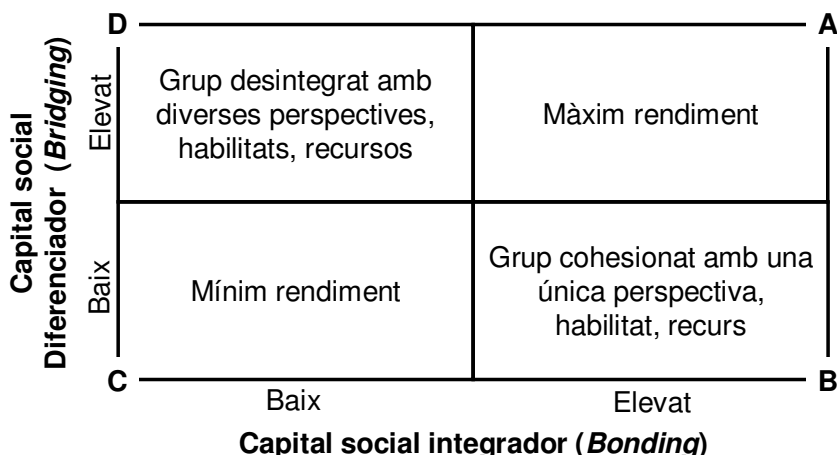 D
A
Capital social
Diferenciador (Bridging)
Elevat
Grup desintegrat amb
diverses perspectives,
habilitats, recursos
Màxim rendiment
Baix
Mínim rendiment
Grup cohesionat amb una
única perspectiva,
habilitat, recurs
C
B
Baix
Elevat
Capital social integrador (Bonding)